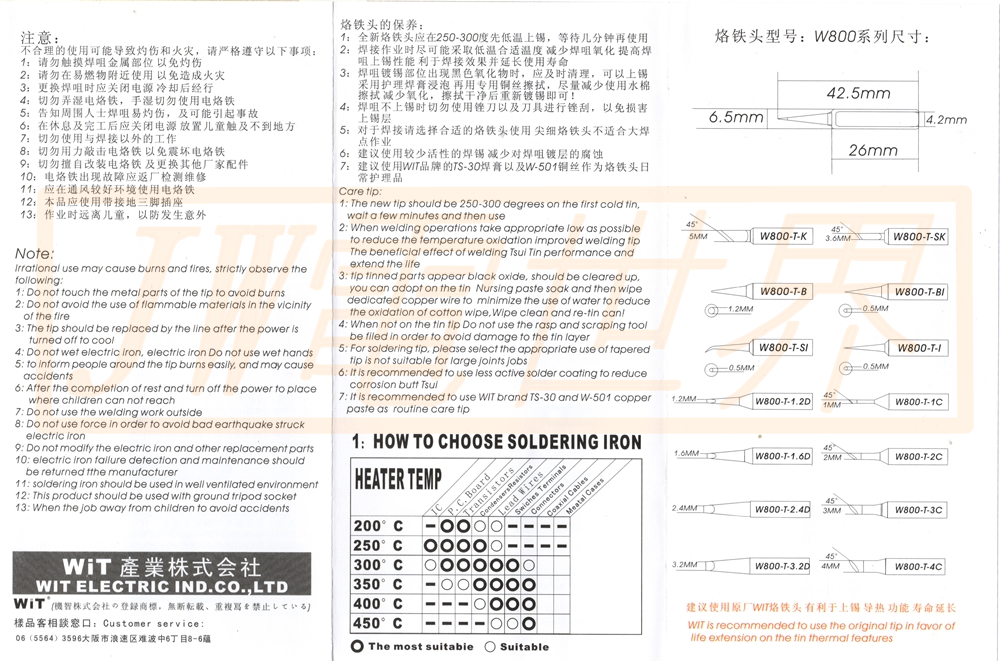 注意：
不合理的使用可能导致灼伤和火灾，请严格遵守以下事项：
1：请勿触摸焊咀金属部位以免灼伤
2：请勿在易燃物附近使用以免造成火灾
3：更换焊咀时应关闭电源冷却后经行
4：切勿弄湿电烙铁，手湿切勿使用电烙铁
5：告知周围人士焊咀易灼伤，及可能引起事故
6：在休息及完工后应关闭电源 放置儿童触及不到地方
7：切勿使用与焊接以外的工作
8：切勿用力敲击电烙铁 以免震坏电烙铁
9：切勿擅自改装电烙铁及更换其他厂家配件
10：电烙铁出现故障应返厂检测维修
11：应在通风较好环境使用电烙铁
12：本品应使用带接地三脚插座
13：作业时远离儿童，以防发生意外
Note:
Irrational use may cause burns and fires, strictly observe the
following:
1: Do not touch the metal parts of the tip to avoid burns
2: Do not avoid the use of flammable materials in the vicinity
of the fire
3: The tip should be replaced by the line after the power is
turned off to cool
4: Do not wet electric iron, electric iron Do not use wet hands
5: to inform people around the tip burns easily, and may cause
accidents
6: After the completion of rest and turn off the power to place
where children can not reach
7: Do not use the welding work outside
8: Do not use force in order to avoid bad earthquake struck
electric iron
9: Do not modify the electric iron and other replacement parts
10: electric iron failure detection and maintenance should
be returned tthe manufacturer
11: soldering iron should be used in well ventilated environment
12: This product should be used with ground tripod socket
13: When the job away from children to avoid accidents
WiT 產業株式会社
WIT ELECTRIC IND.CO.,LTD
WiT® (機智株式会社の登録商標，無断転載、重複寫を禁止している)
樣品客相談窓口：Customer service:
06（5564）3596大阪市浪速区难波中6丁目8-6蕴
烙铁头的保养：
1：全新烙铁头应在250-300度先低温上锡，等待几分钟再使用
2：焊接作业时尽可能采取低温合适温度 减少焊咀氧化 提高焊
咀上锡性能 利于焊接效果并延长使用寿命
3：焊咀镀锡部位出现黑色氧化物时，应及时清理，可以上锡
采用护理焊膏浸泡 再用专用铜丝擦拭，尽量减少使用水棉
擦拭减少氧化，擦拭干净后重新镀锡即可！
4：焊咀不上锡时切勿使用锉刀以及刀具进行锉刮，以免损害
上锡层
5：对于焊接请选择合适的烙铁头使用 尖细烙铁头不适合大焊
点作业
6：建议使用较少活性的焊锡 减少对焊咀镀层的腐蚀
7：建议使用WIT品牌的TS-30焊膏以及W-501铜丝作为烙铁头日
常护理品
Care tip:
1: The new tip should be 250-300 degrees on the first cold tin,
wait a few minutes and then use
2: When welding operations take appropriate low as possible
to reduce the temperature oxidation improved welding tip
The beneficial effect of welding Tsui Tin performance and
extend the life
3: tip tinned parts appear black oxide, should be cleared up,
you can adopt on the tin Nursing paste soak and then wipe
dedicated copper wire to minimize the use of water to reduce
the oxidation of cotton wipe,Wipe clean and re-tin can!
4: When not on the tin tip Do not use the rasp and scraping tool
be filed in order to avoid damage to the tin layer
5: For soldering tip, please select the appropriate use of tapered
tip is not suitable for large joints jobs
6: It is recommended to use less active solder coating to reduce
corrosion butt Tsui
7: It is recommended to use WIT brand TS-30 and W-501 copper
paste as routine care tip
1: HOW TO CHOOSE SOLDERING IRON
HEATER TEMP
IC
P.C. Board
Transistors
Condensers Resistors
Lead Wires
Swiches Terminals
Connectors
Coaxial Cables
Mestal Cases
200° C
250° C
300° C
350° C
400° C
450° C
The most suitabie Suitable
烙铁头型号：W800系列尺寸：
42.5mm
6.5mm
4.2mm
26mm
45° 5MM W800-T-K
45° 3.6MM W800-T-SK
W800-T-B
1.2MM
W800-T-BI
0.5MM
W800-T-SI
0.5MM
W800-T-I
0.5MM
1.2MM W800-T-1.2D
45° 1MM W800-T-1C
1.6MM W800-T-1.6D
45° 2MM W800-T-2C
2.4MM W800-T-2.4D
45° 3MM W800-T-3C
3.2MM W800-T-3.2D
45° 4MM W800-T-4C
建议使用原厂WIT烙铁头 有利于上锡 导热 功能 寿命延长
WIT is recommended to use the original tip in favor of
life extension on the tin thermal features